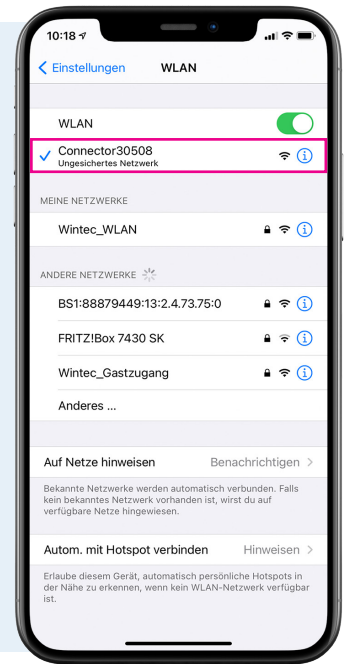 10:18
Einstellungen
WLAN
WLAN
Connector30508
Ungesichertes Netzwerk
MEINE NETZWERKE
Wintec_WLAN
ANDERE NETZWERKE
BS1:88879449:13:2.4.73.75:0
FRITZ!Box 7430 SK
Wintec_Gastzugang
Anderes ...
Auf Netze hinweisen Benachrichtigen
Bekannte Netzwerke werden automatisch verbunden. Falls
kein bekanntes Netzwerk vorhanden ist, wirst du auf
verfügbare Netze hingewiesen.
Autom. mit Hotspot verbinden Hinweisen
Erlaube diesem Gerät, automatisch persönliche Hotspots in
der Nähe zu erkennen, wenn kein WLAN-Netzwerk verfügbar
ist.